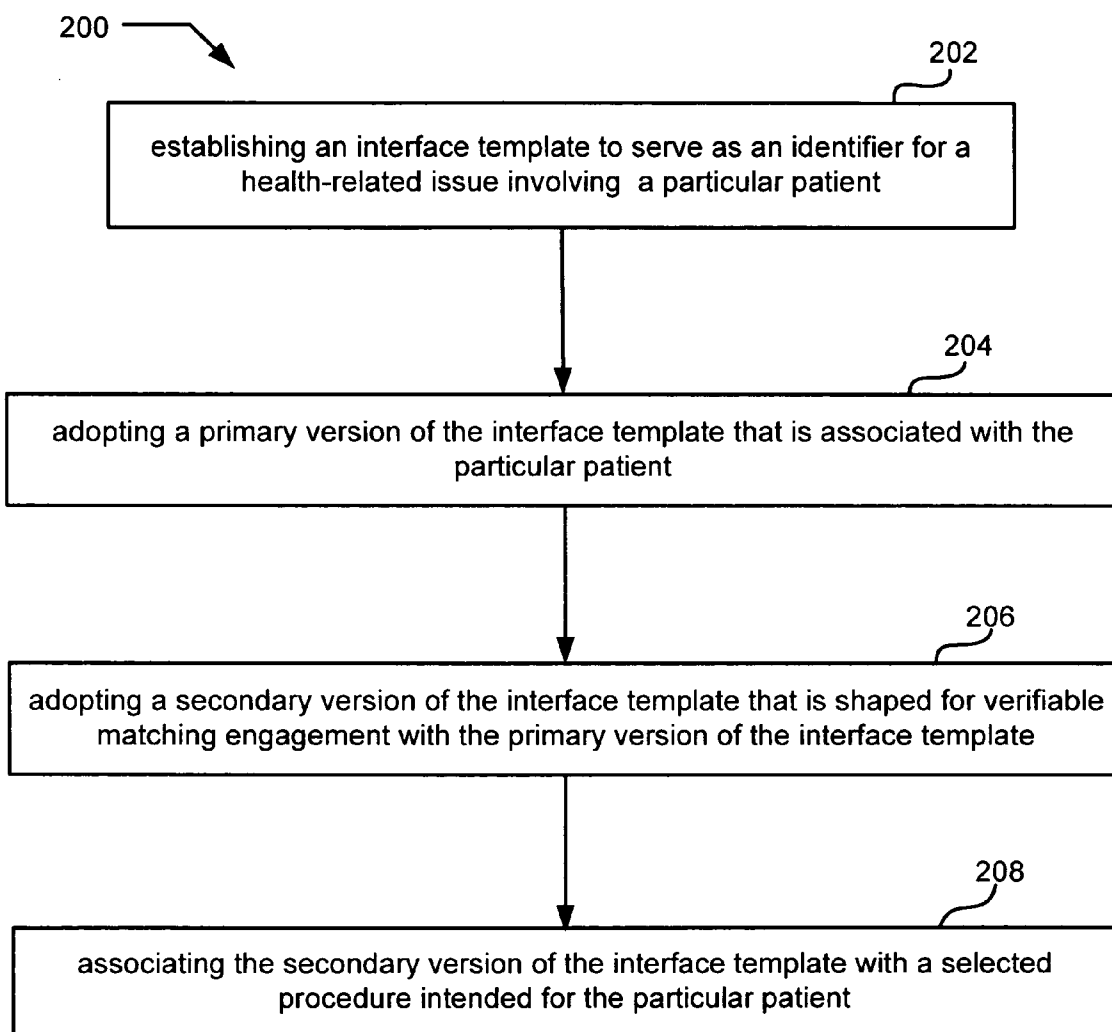 200
202
establishing an interface template to serve as an identifier for a
health-related issue involving a particular patient
204
adopting a primary version of the interface template that is associated with the
particular patient
206
adopting a secondary version of the interface template that is shaped for verifiable
matching engagement with the primary version of the interface template
208
associating the secondary version of the interface template with a selected
procedure intended for the particular patient